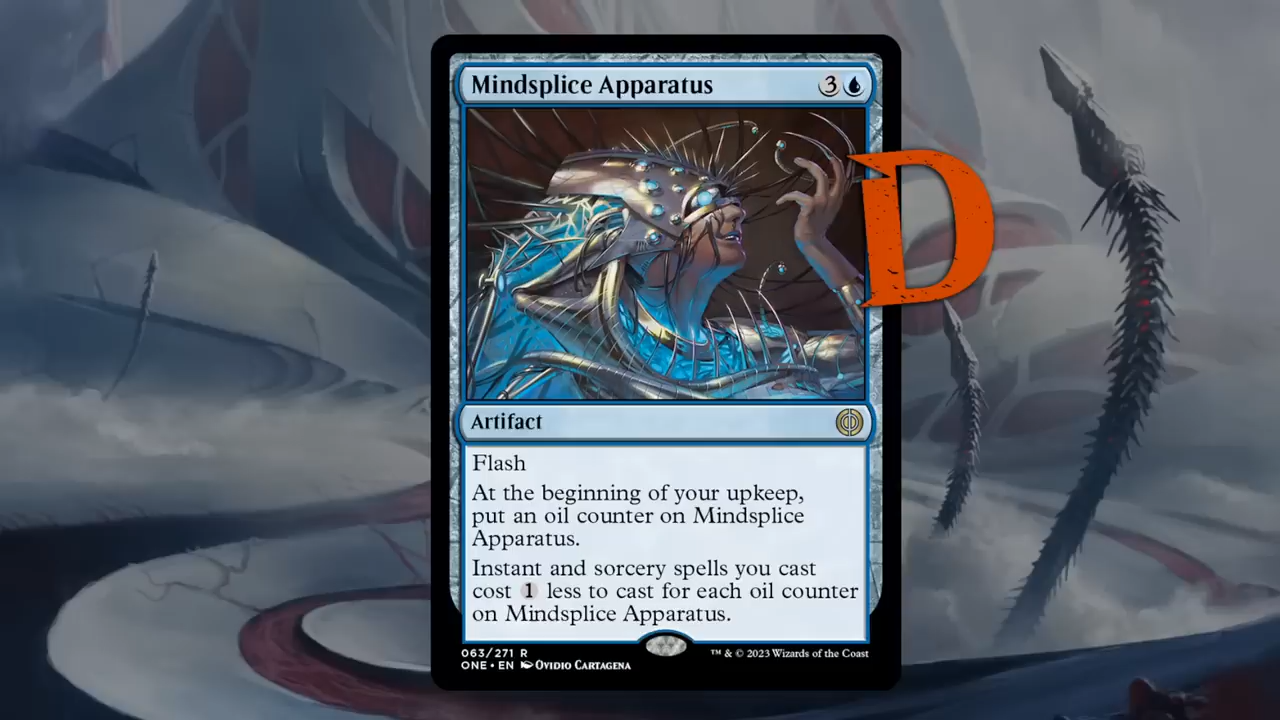 Mindsplice Apparatus 3
D
Artifact
Flash
At the beginning of your upkeep,
put an oil counter on Mindsplice
Apparatus.
Instant and sorcery spells you cast
cost 1 less to cast for each oil counter
on Mindsplice Apparatus.
063/271 R
ONE • EN Ovidio Cartagena
™ & © 2023 Wizards of the Coast